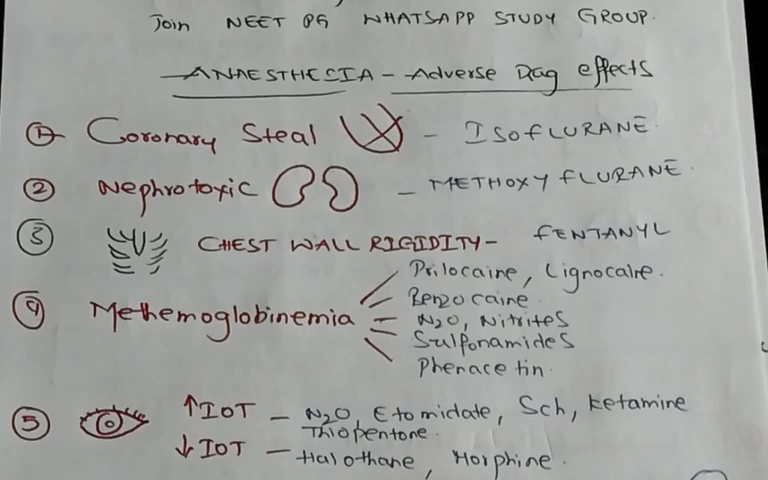 Join NEET PG WHATSAPP STUDY GROUP.
ANAESTHESIA - Adverse Drug effects
① Coronary Steal - ISOFLURANE.
② Nephrotoxic - METHOXY FLURANE.
③ CHEST WALL RIGIDITY - FENTANYL
④ Methemoglobinemia
Prilocaine, Lignocaine.
Benzocaine
N2O, Nitrites
Sulfonamides
Phenacetin.
⑤ ↑IOT - N2O, Etomidate, Sch, Ketamine
Thiopentone.
↓IOT - Halothane, Morphine.